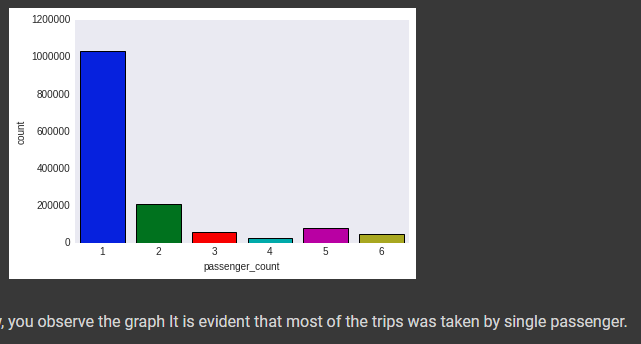 1200000
1000000
800000
600000
400000
200000
0
count
1 2 3 4 5 6
passenger_count
, you observe the graph It is evident that most of the trips was taken by single passenger.